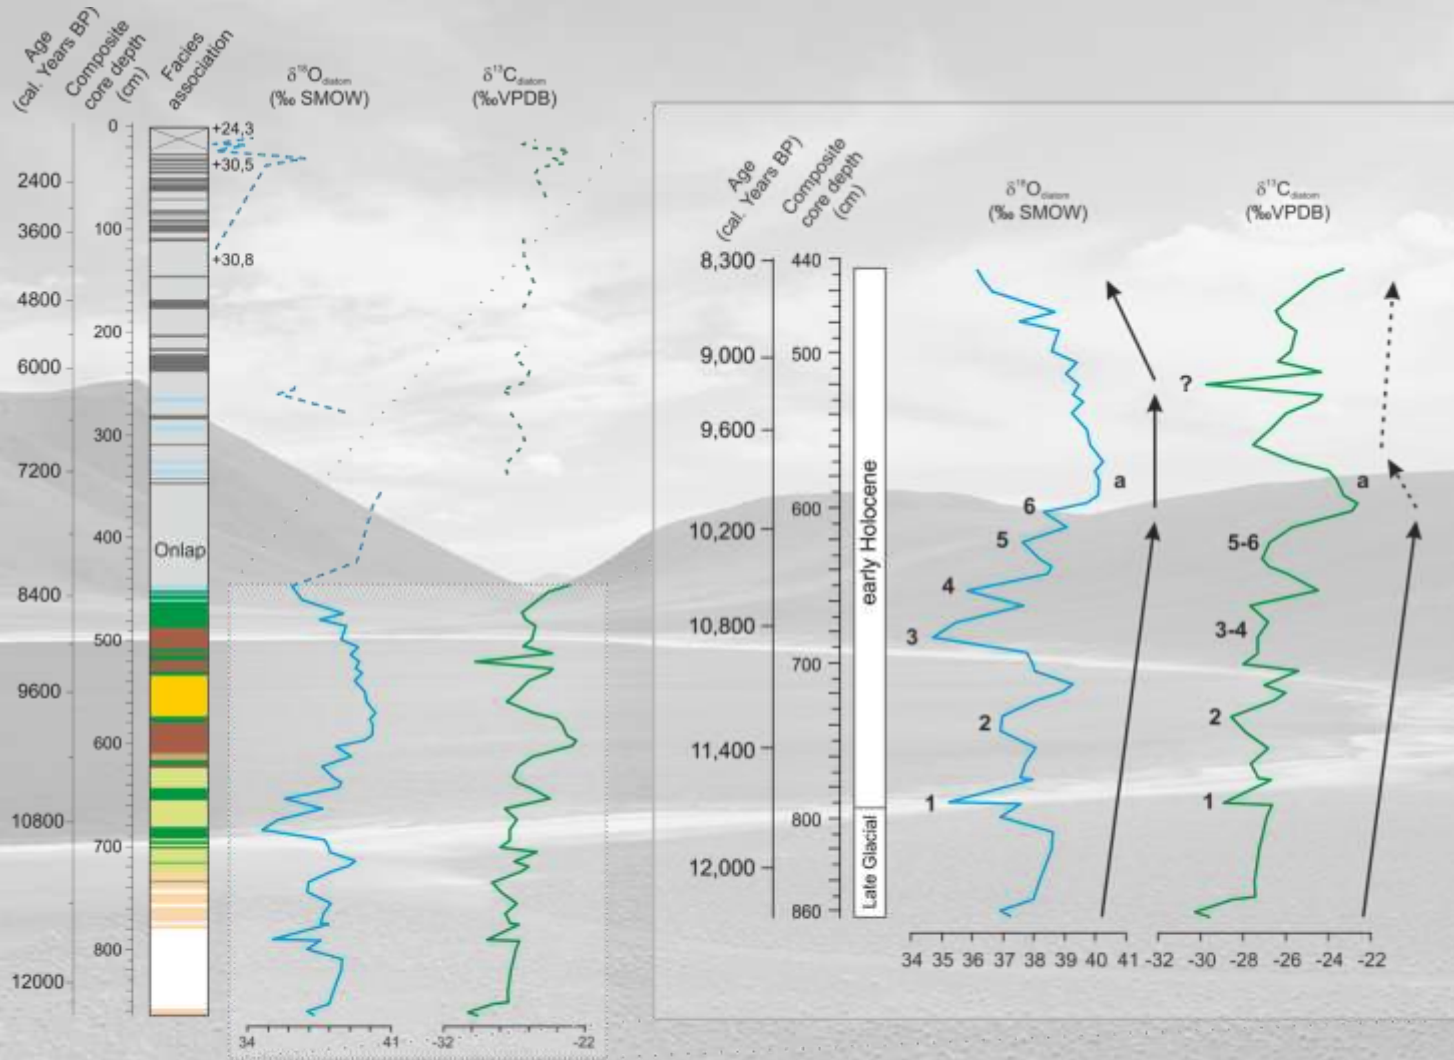 Age
(cal. Years BP)
Composite
core depth
(cm)
Facies
association
δ¹⁸Odiatom
(‰ SMOW)
δ¹³Cdiatom
(‰VPDB)
0
+24,3
+30,5
2400
100
3600
+30,8
4800
200
6000
300
7200
400
Onlap
8400
500
9600
600
10800
700
800
12000
34
41
-32
-22
Age
(cal. Years BP)
Composite
core depth
(cm)
δ¹⁸Odiatom
(‰ SMOW)
δ¹³Cdiatom
(‰VPDB)
8,300
440
9,000
500
?
9,600
early Holocene
a
a
6
600
10,200
5
5-6
4
10,800
3
3-4
700
2
2
11,400
1
1
800
Late Glacial
12,000
860
34 35 36 37 38 39 40 41 -32 -30 -28 -26 -24 -22